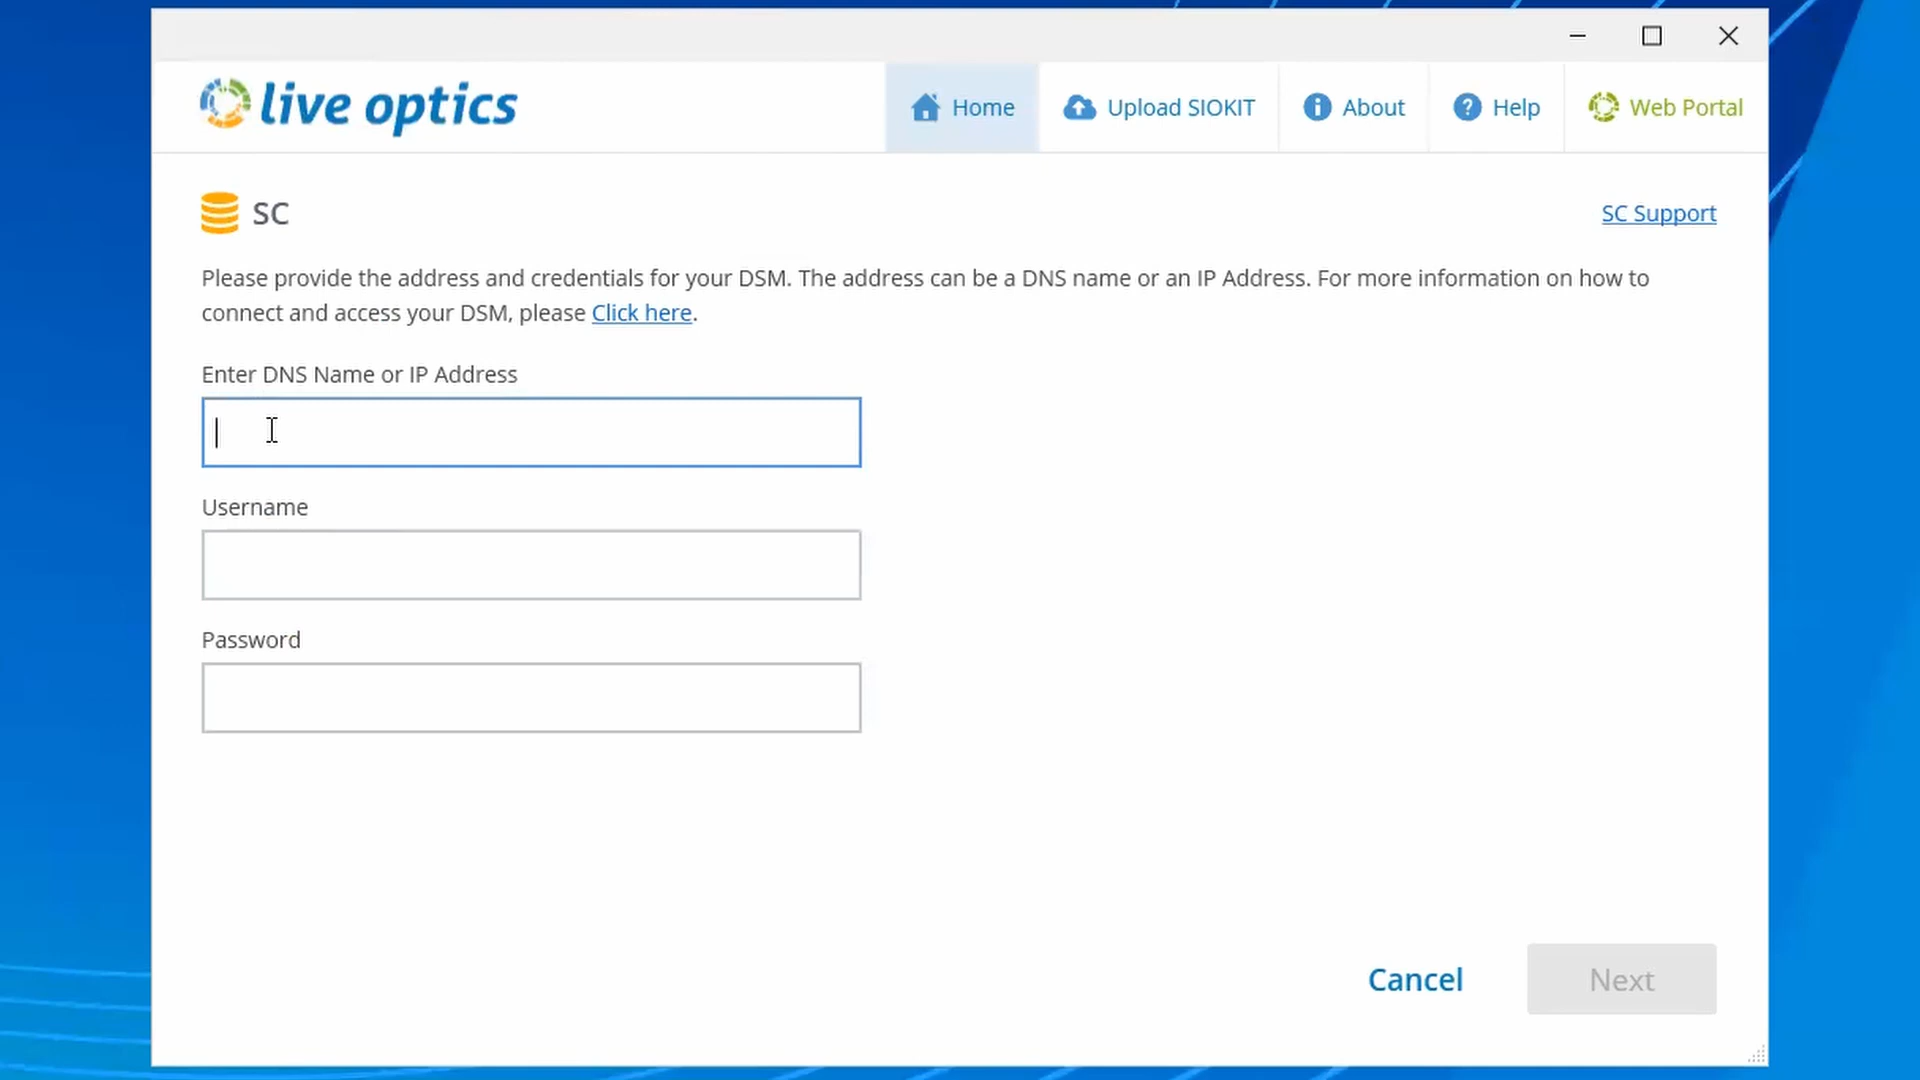 live optics
Home
Upload SIOKIT
About
Help
Web Portal
SC
SC Support
Please provide the address and credentials for your DSM. The address can be a DNS name or an IP Address. For more information on how to
connect and access your DSM, please Click here.
Enter DNS Name or IP Address
Username
Password
Cancel
Next